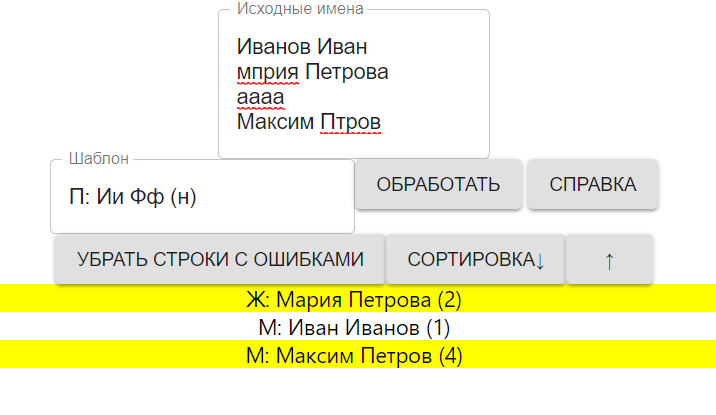 Исходные имена
Иванов Иван
мприя Петрова
аааа
Максим Птров
Шаблон
П: Ии Фф (н)
ОБРАБОТАТЬ
СПРАВКА
УБРАТЬ СТРОКИ С ОШИБКАМИ
СОРТИРОВКА↓
↑
Ж: Мария Петрова (2)
М: Иван Иванов (1)
М: Максим Петров (4)